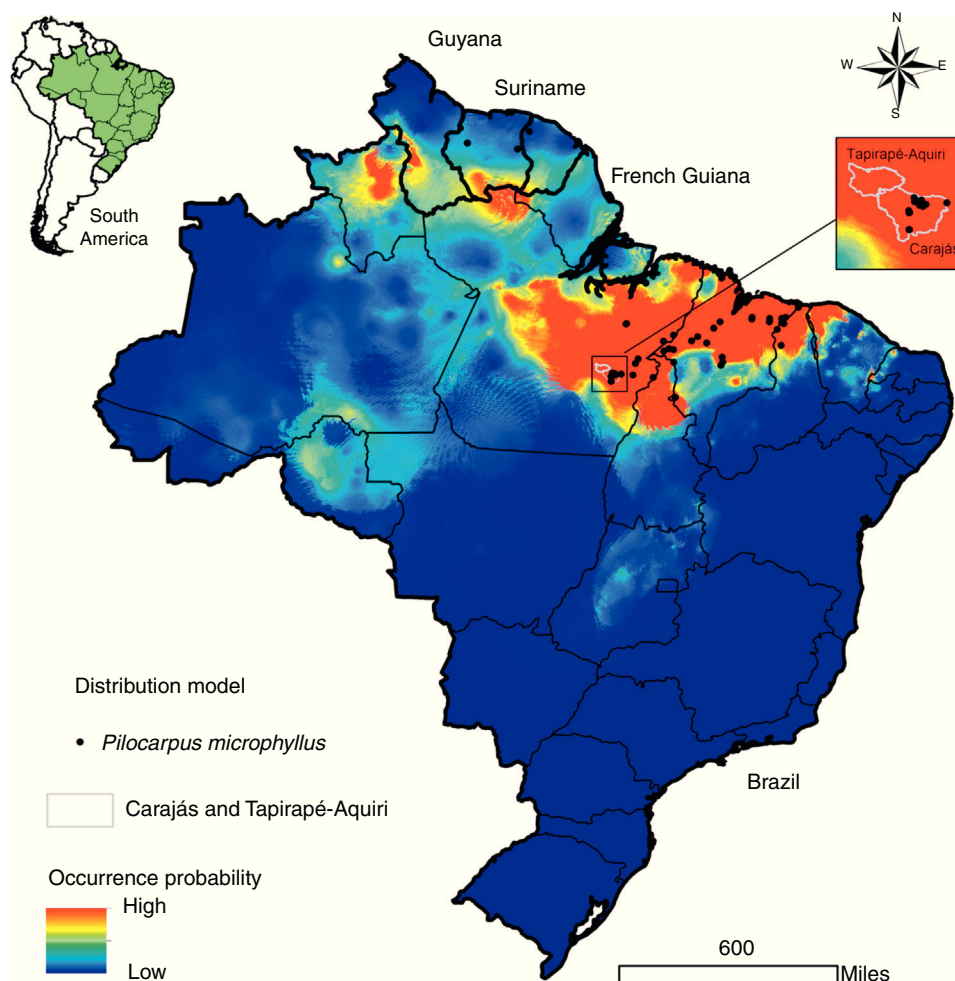 Guyana
Suriname
French Guiana
South
America
N
W
E
S
Tapirapé-Aquiri
Carajás
Distribution model
Pilocarpus microphyllus
Carajás and Tapirapé-Aquiri
Brazil
Occurrence probability
High
Low
600
Miles